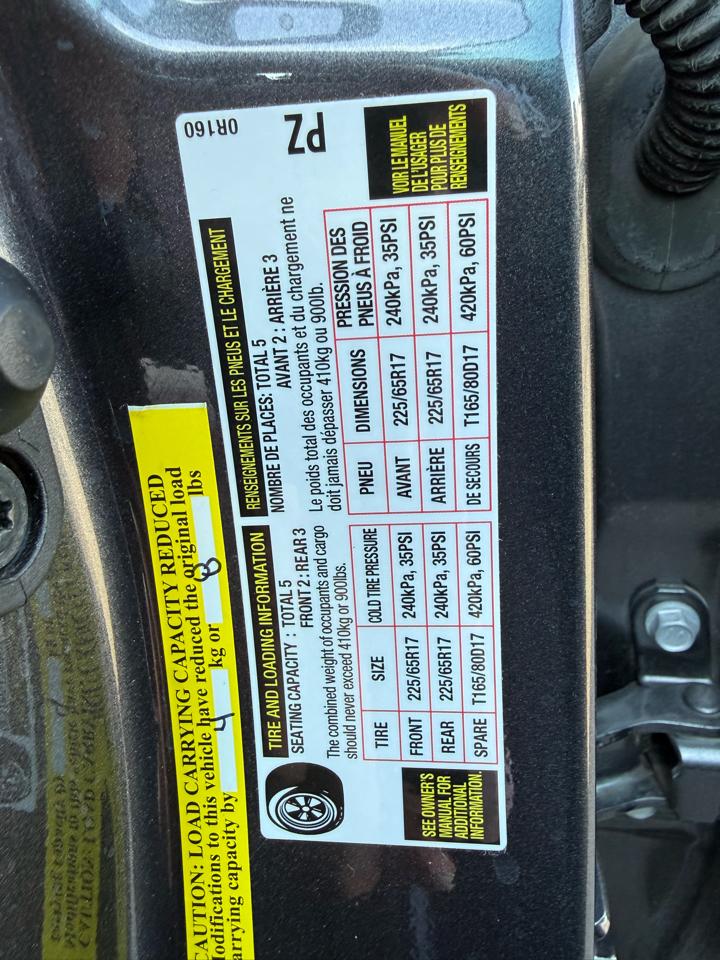 CAUTION: LOAD CARRYING CAPACITY REDUCED
Modifications to this vehicle have reduced the original load
carrying capacity by 4 kg or 8 lbs
TIRE AND LOADING INFORMATION
SEATING CAPACITY : TOTAL 5
FRONT 2 : REAR 3
The combined weight of occupants and cargo
should never exceed 410kg or 900lbs.
TIRE SIZE COLD TIRE PRESSURE
FRONT 225/65R17 240kPa, 35PSI
REAR 225/65R17 240kPa, 35PSI
SPARE T165/80D17 420kPa, 60PSI
SEE OWNER'S
MANUAL FOR
ADDITIONAL
INFORMATION.
RENSEIGNEMENTS SUR LES PNEUS ET LE CHARGEMENT
NOMBRE DE PLACES: TOTAL 5
AVANT 2 : ARRIÈRE 3
Le poids total des occupants et du chargement ne
doit jamais dépasser 410kg ou 900lb.
PNEU DIMENSIONS PRESSION DES
PNEUS À FROID
AVANT 225/65R17 240kPa, 35PSI
ARRIÈRE 225/65R17 240kPa, 35PSI
DE SECOURS T165/80D17 420kPa, 60PSI
VOIR LE MANUEL
DE L'USAGER
POUR PLUS DE
RENSEIGNEMENTS
0R160
PZ